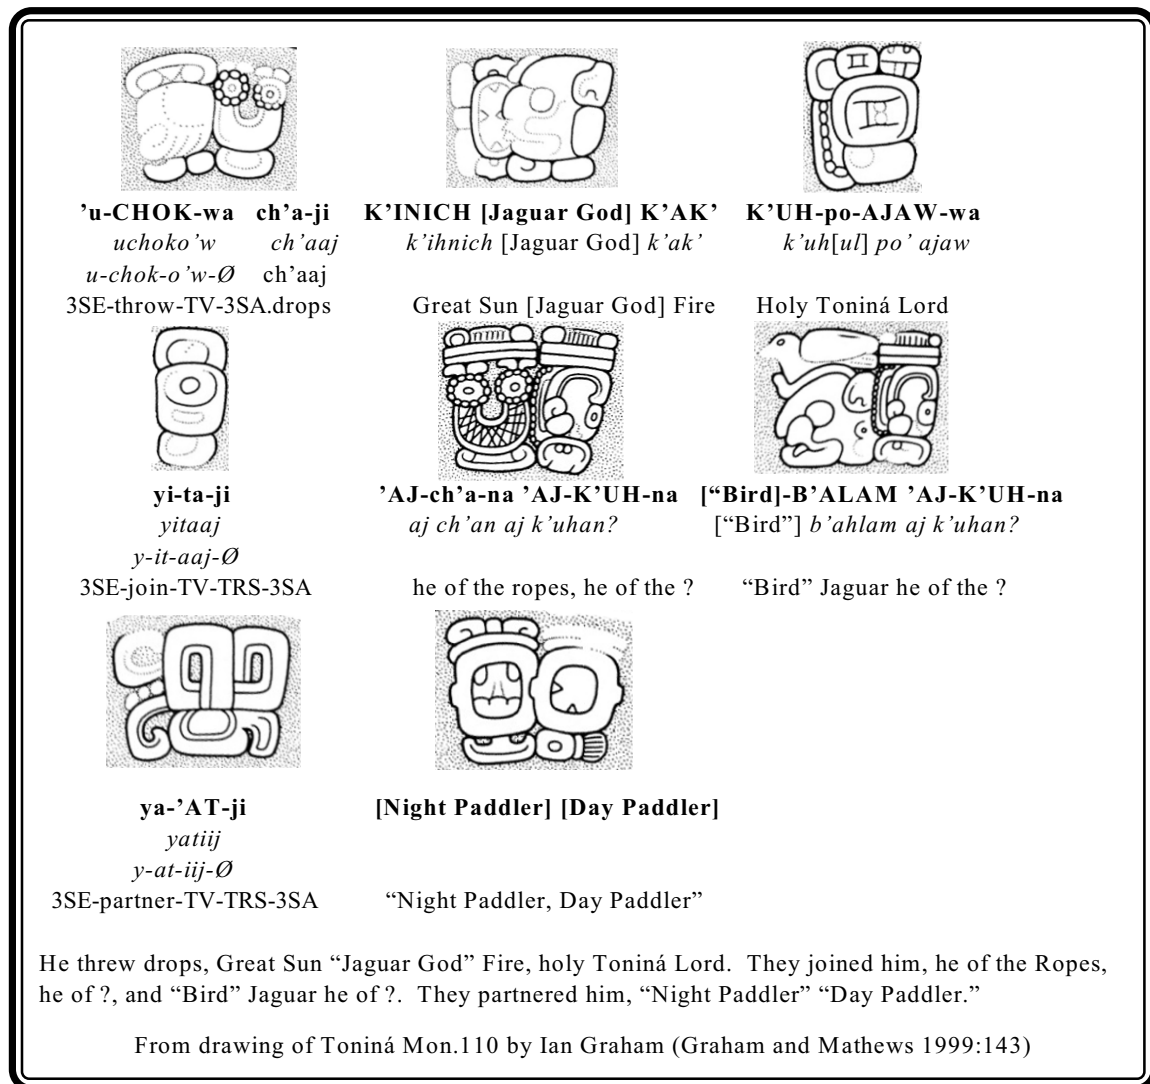 ’u-CHOK-wa ch’a-ji K’INICH [Jaguar God] K’AK’ K’UH-po-AJAW-wa
uchoko’w ch’aaj k’ihnich [Jaguar God] k’ak’ k’uh[ul] po’ ajaw
u-chok-o’w-Ø ch’aaj
3SE-throw-TV-3SA.drops Great Sun [Jaguar God] Fire Holy Toniná Lord
yi-ta-ji ’AJ-ch’a-na ’AJ-K’UH-na [“Bird]-B’ALAM ’AJ-K’UH-na
yitaaj aj ch’an aj k’uhan? [“Bird”] b’ahlam aj k’uhan?
y-it-aaj-Ø
3SE-join-TV-TRS-3SA he of the ropes, he of the ? “Bird” Jaguar he of the ?
ya-’AT-ji [Night Paddler] [Day Paddler]
yatiij
y-at-iij-Ø
3SE-partner-TV-TRS-3SA “Night Paddler, Day Paddler”
He threw drops, Great Sun “Jaguar God” Fire, holy Toniná Lord. They joined him, he of the Ropes,
he of ?, and “Bird” Jaguar he of ?. They partnered him, “Night Paddler” “Day Paddler.”
From drawing of Toniná Mon.110 by Ian Graham (Graham and Mathews 1999:143)